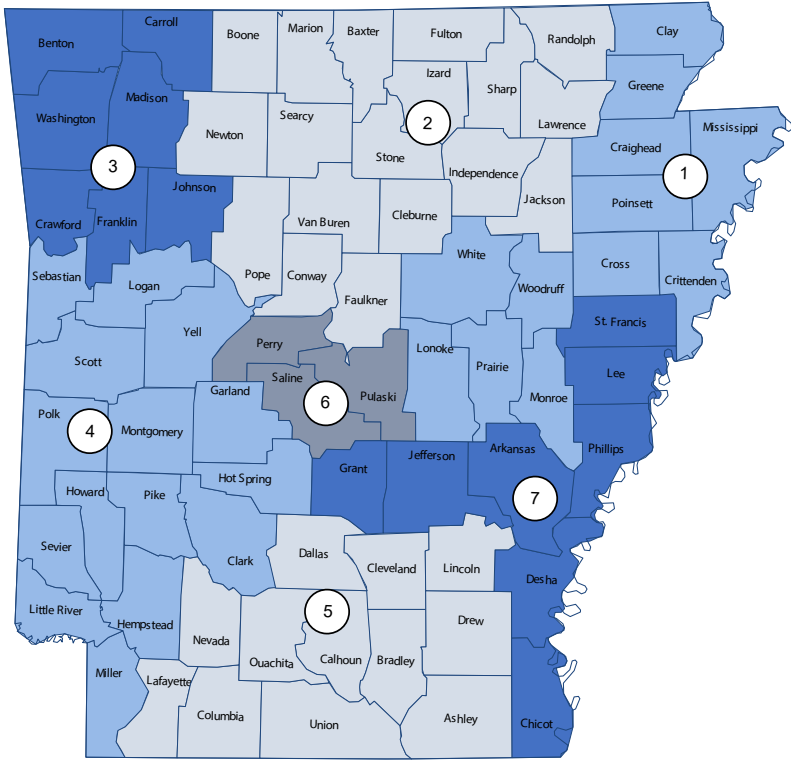 Carroll
Benton
Boone
Marion
Baxter
Fulton
Randolph
Clay
Izard
Sharp
Greene
Madison
Washington
Newton
Searcy
2
Lawrence
Mississippi
Craighead
Stone
3
Independence
1
Johnson
Jackson
Poinsett
Crawford
Franklin
Van Buren
Cleburne
White
Sebastian
Logan
Pope
Conway
Woodruff
Cross
Crittenden
Faulkner
Yell
St. Francis
Perry
Lonoke
Scott
Prairie
Lee
Saline
Garland
6
Pulaski
Monroe
Polk
4
Montgomery
Arkansas
Phillips
Jefferson
Grant
Hot Spring
Howard
Pike
7
Sevier
Clark
Dallas
Cleveland
Lincoln
Desha
Little River
Hempstead
5
Drew
Nevada
Ouachita
Calhoun
Bradley
Miller
Lafayette
Columbia
Union
Ashley
Chicot